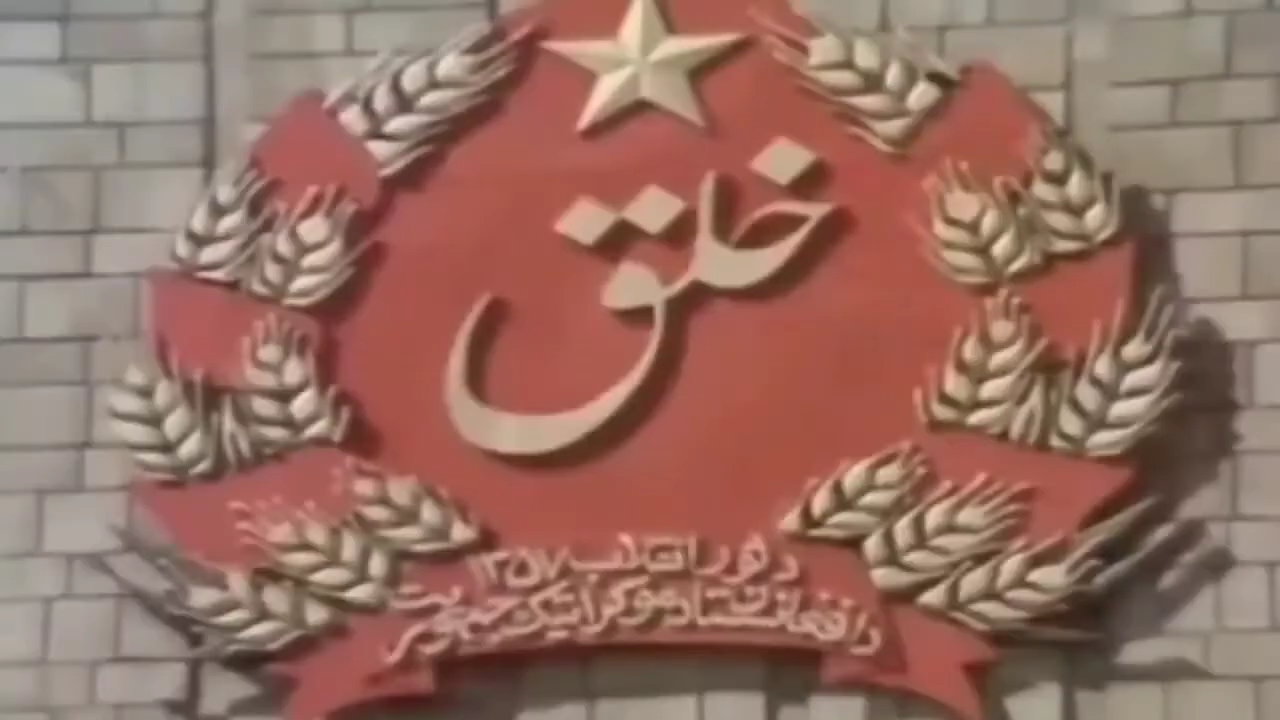 خلق
د ثور انقلاب ۱۳۵۷
د افغانستان دموکراتیک جمهوریت